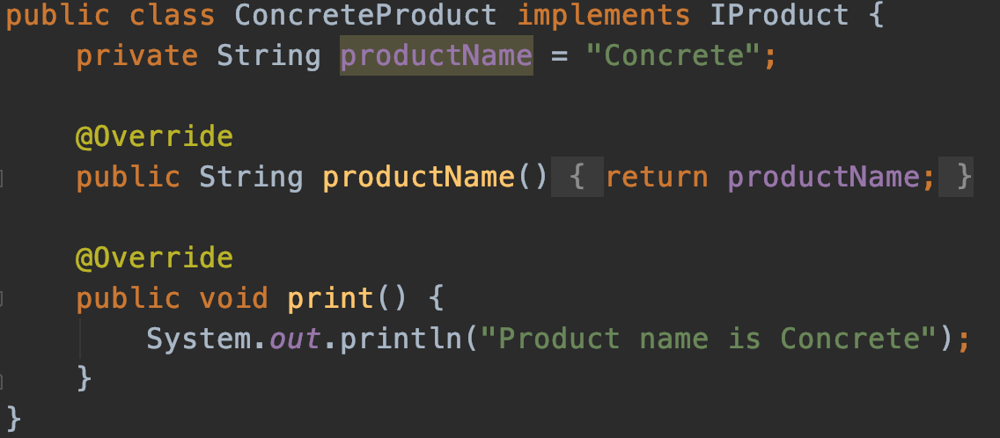 public class ConcreteProduct implements IProduct {
    private String productName = "Concrete";

    @Override
    public String productName() { return productName; }

    @Override
    public void print() {
        System.out.println("Product name is Concrete");
    }
}